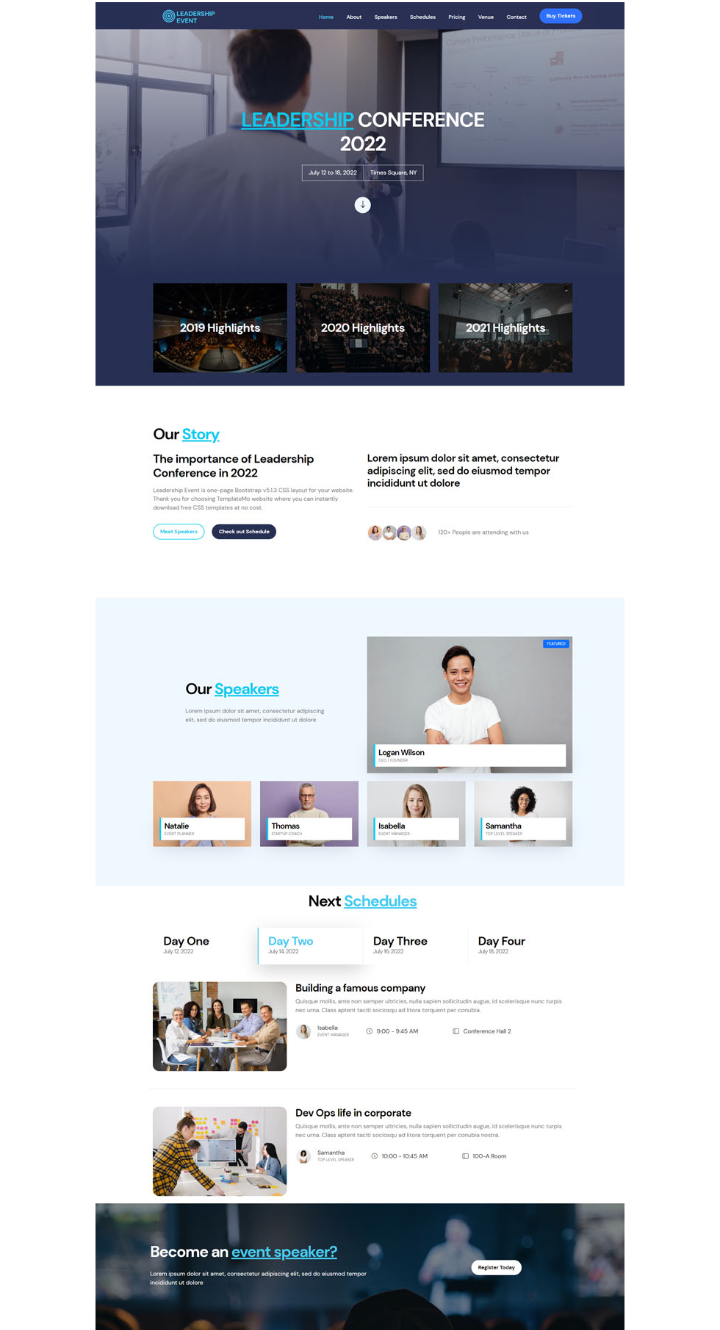 LEADERSHIP
EVENT
Home About Speakers Schedules Pricing Venue Contact Buy Tickets
LEADERSHIP CONFERENCE
2022
July 12 to 18, 2022 Times Square, NY
2019 Highlights 2020 Highlights 2021 Highlights
Our Story
The importance of Leadership
Conference in 2022
Leadership Event is one-page Bootstrap v5.1.3 CSS layout for your website.
Thank you for choosing TemplateMo website where you can instantly
download free CSS templates at no cost.
Meet Speakers Check out Schedule
Lorem ipsum dolor sit amet, consectetur
adipiscing elit, sed do eiusmod tempor
incididunt ut dolore
120+ People are attending with us
Our Speakers
Lorem ipsum dolor sit amet, consectetur adipiscing
elit, sed do eiusmod tempor incididunt ut dolore
FEATURED
Logan Wilson
CEO / FOUNDER
Natalie
EVENT PLANNER
Thomas
STARTUP COACH
Isabella
EVENT MANAGER
Samantha
TOP LEVEL SPEAKER
Next Schedules
Day One
July 12, 2022
Day Two
July 14, 2022
Day Three
July 16, 2022
Day Four
July 18, 2022
Building a famous company
Quisque mollis, ante non semper ultricies, nulla sapien sollicitudin augue, id scelerisque nunc turpis
nec urna. Class aptent taciti sociosqu ad litora torquent per conubia.
Isabella
EVENT MANAGER
9:00 - 9:45 AM
Conference Hall 2
Dev Ops life in corporate
Quisque mollis, ante non semper ultricies, nulla sapien sollicitudin augue, id scelerisque nunc turpis
nec urna. Class aptent taciti sociosqu ad litora torquent per conubia nostra.
Samantha
TOP LEVEL SPEAKER
10:00 - 10:45 AM
100-A Room
Become an event speaker?
Lorem ipsum dolor sit amet, consectetur adipiscing elit, sed do eiusmod tempor
incididunt ut dolore
Register Today